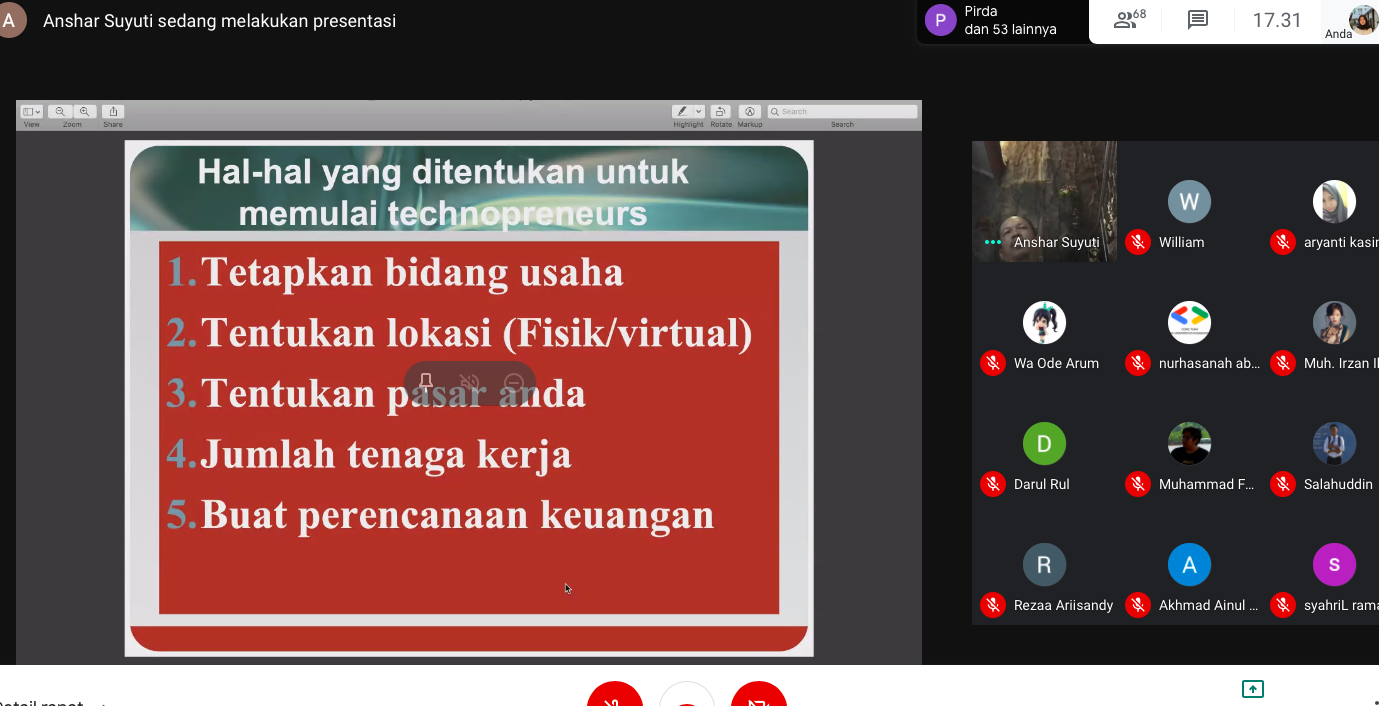 A
Anshar Suyuti sedang melakukan presentasi
P
Pirda
dan 53 lainnya
68
17.31
Anda
View
Zoom
Share
Highlight
Rotate
Markup
Search
Search
Hal-hal yang ditentukan untuk
memulai technopreneurs
1. Tetapkan bidang usaha
2. Tentukan lokasi (Fisik/virtual)
3. Tentukan pasar anda
4. Jumlah tenaga kerja
5. Buat perencanaan keuangan
Anshar Suyuti
W
William
aryanti kasir
Wa Ode Arum
nurhasanah ab...
Muh. Irzan
D
Darul Rul
Muhammad F...
Salahuddin
R
Rezaa Ariisandy
A
Akhmad Ainul ...
s
syahriL rama
rapat